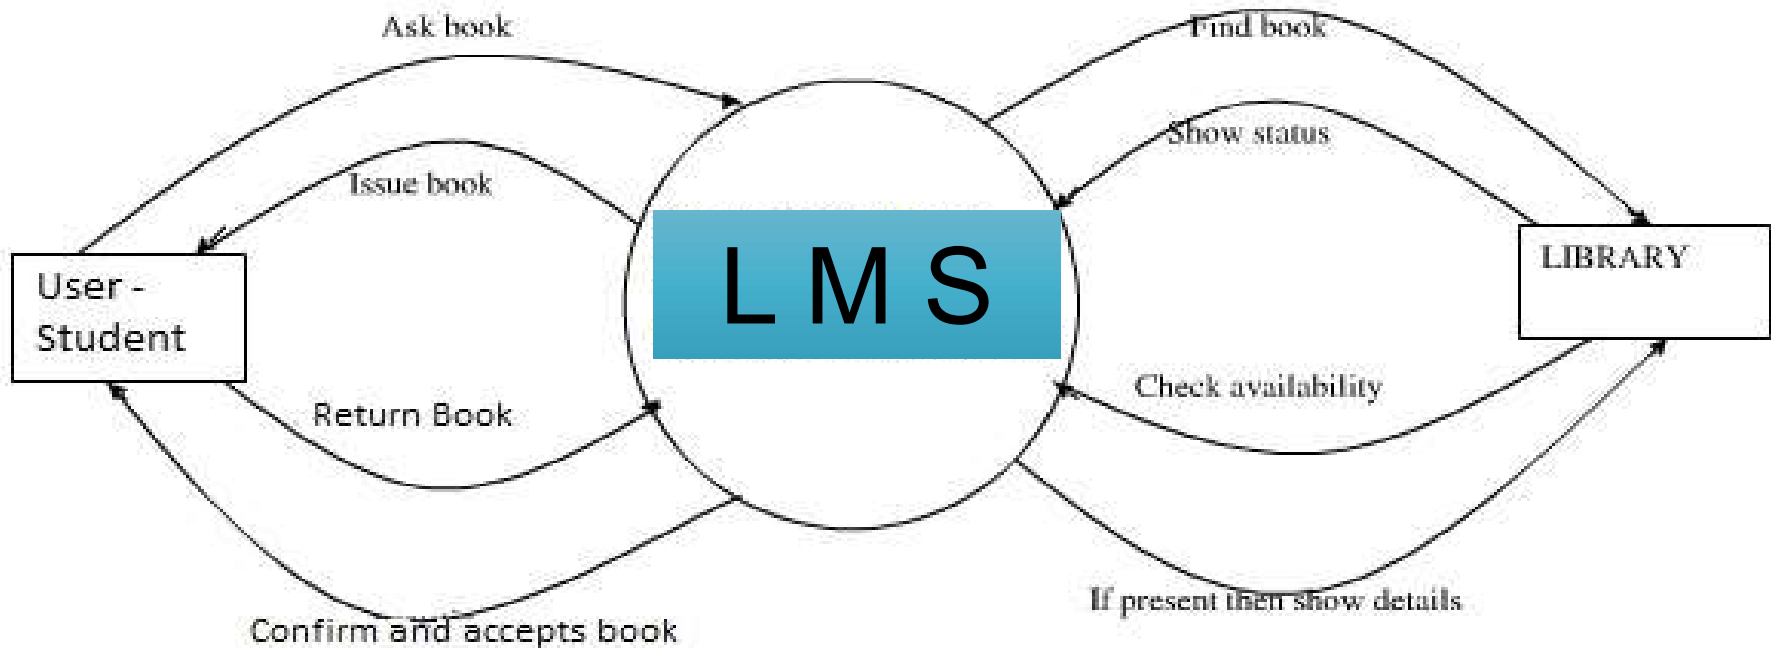 Ask book
Find book
Show status
Issue book
L M S
LIBRARY
User -
Student
Check availability
Return Book
If present then show details
Confirm and accepts book